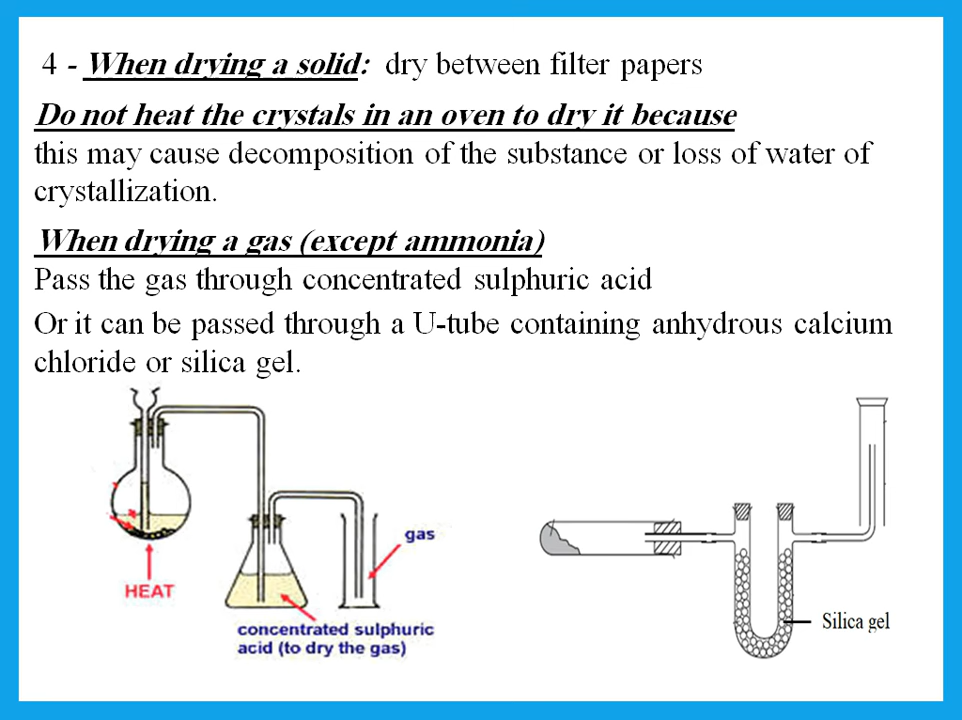 4 - When drying a solid: dry between filter papers
Do not heat the crystals in an oven to dry it because
this may cause decomposition of the substance or loss of water of
crystallization.
When drying a gas (except ammonia)
Pass the gas through concentrated sulphuric acid
Or it can be passed through a U-tube containing anhydrous calcium
chloride or silica gel.
gas
HEAT
concentrated sulphuric
acid (to dry the gas)
Silica gel